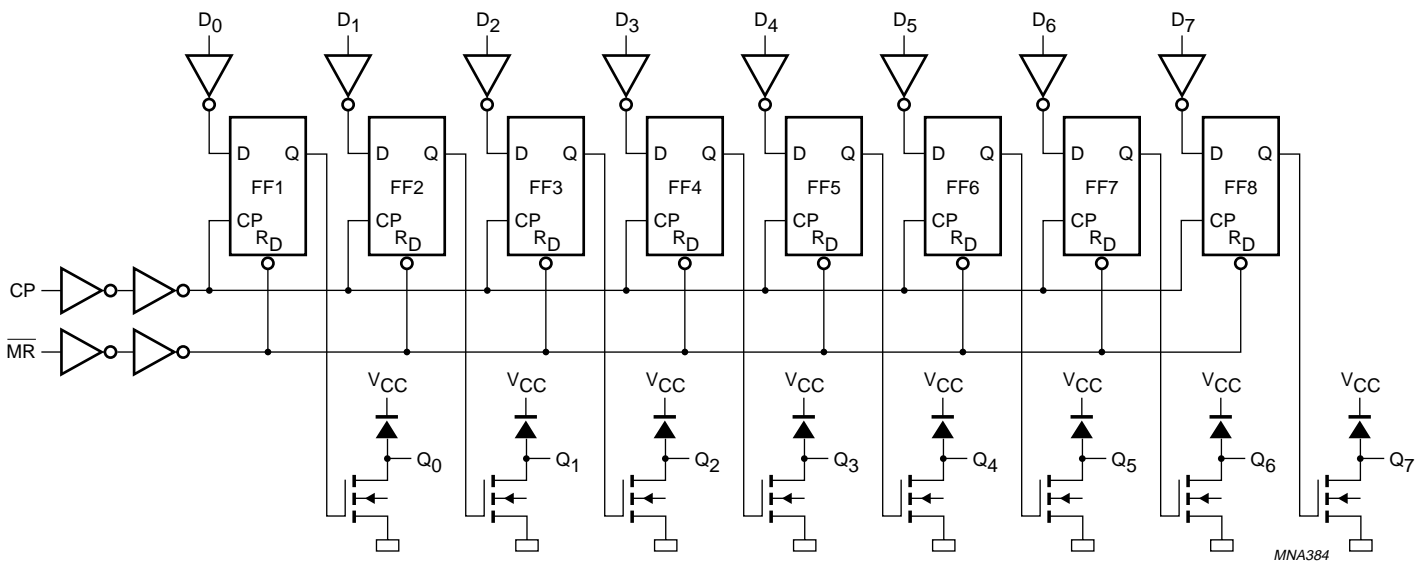 D0 D1 D2 D3 D4 D5 D6 D7
D Q D Q D Q D Q D Q D Q D Q D Q
FF1 FF2 FF3 FF4 FF5 FF6 FF7 FF8
CP CP CP CP CP CP CP CP
RD RD RD RD RD RD RD RD
CP
M̅R̅
VCC VCC VCC VCC VCC VCC VCC VCC
Q0 Q1 Q2 Q3 Q4 Q5 Q6 Q7
MNA384